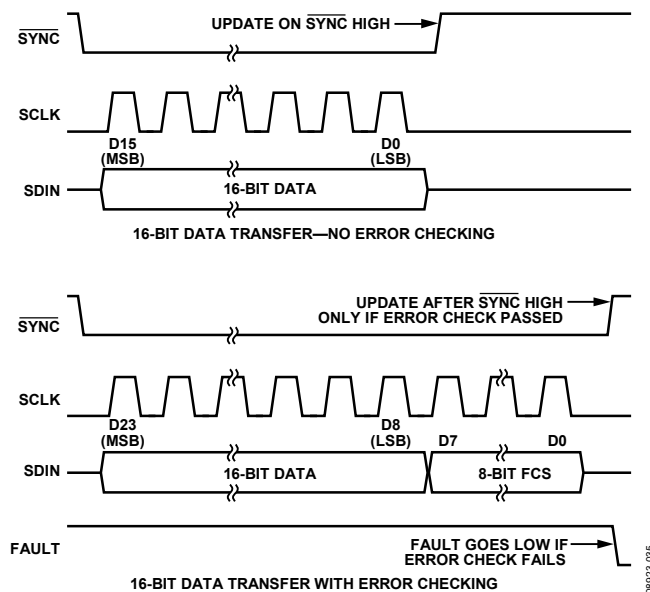 UPDATE ON SYNC HIGH
SYNC
SCLK
D15
(MSB)
D0
(LSB)
SDIN
16-BIT DATA
16-BIT DATA TRANSFER—NO ERROR CHECKING
UPDATE AFTER SYNC HIGH
ONLY IF ERROR CHECK PASSED
SYNC
SCLK
D23
(MSB)
D8
(LSB)
D7
D0
SDIN
16-BIT DATA
8-BIT FCS
FAULT
FAULT GOES LOW IF
ERROR CHECK FAILS
16-BIT DATA TRANSFER WITH ERROR CHECKING